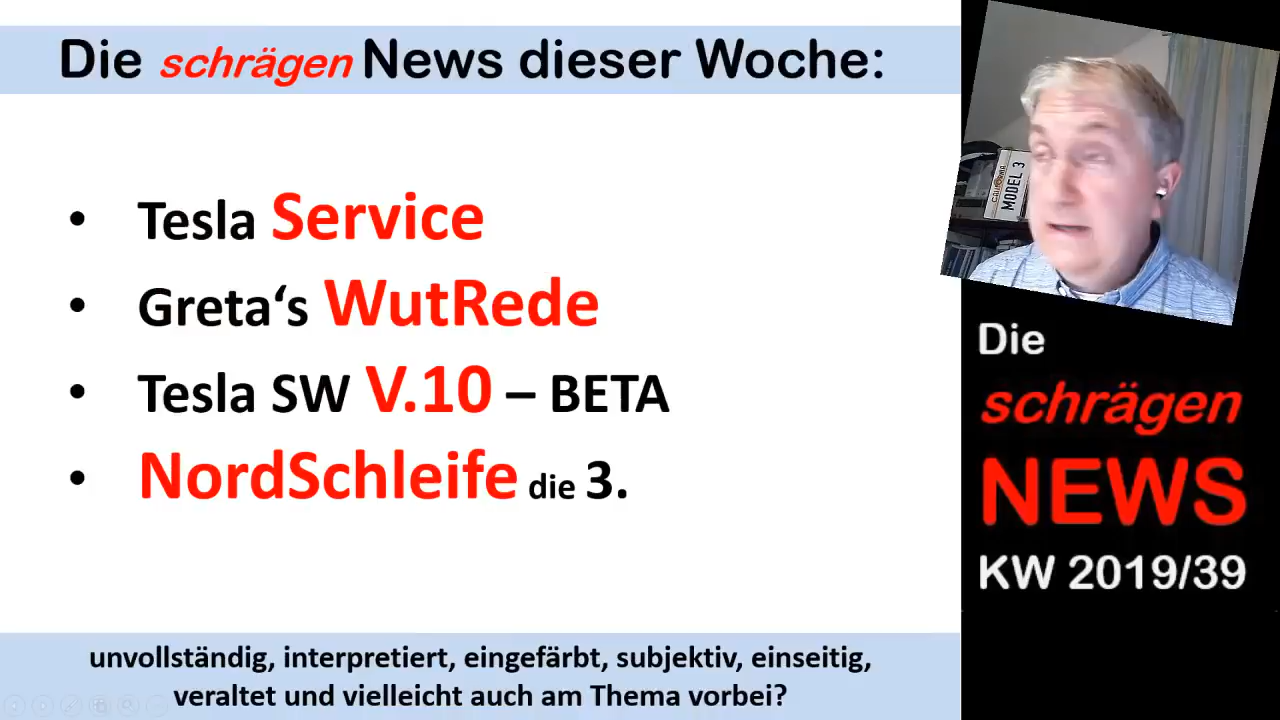 Die schrägen News dieser Woche:
• Tesla Service
• Greta‘s WutRede
• Tesla SW V.10 – BETA
• NordSchleife die 3.
unvollständig, interpretiert, eingefärbt, subjektiv, einseitig,
veraltet und vielleicht auch am Thema vorbei?
MODEL 3
Die
schrägen
NEWS
KW 2019/39